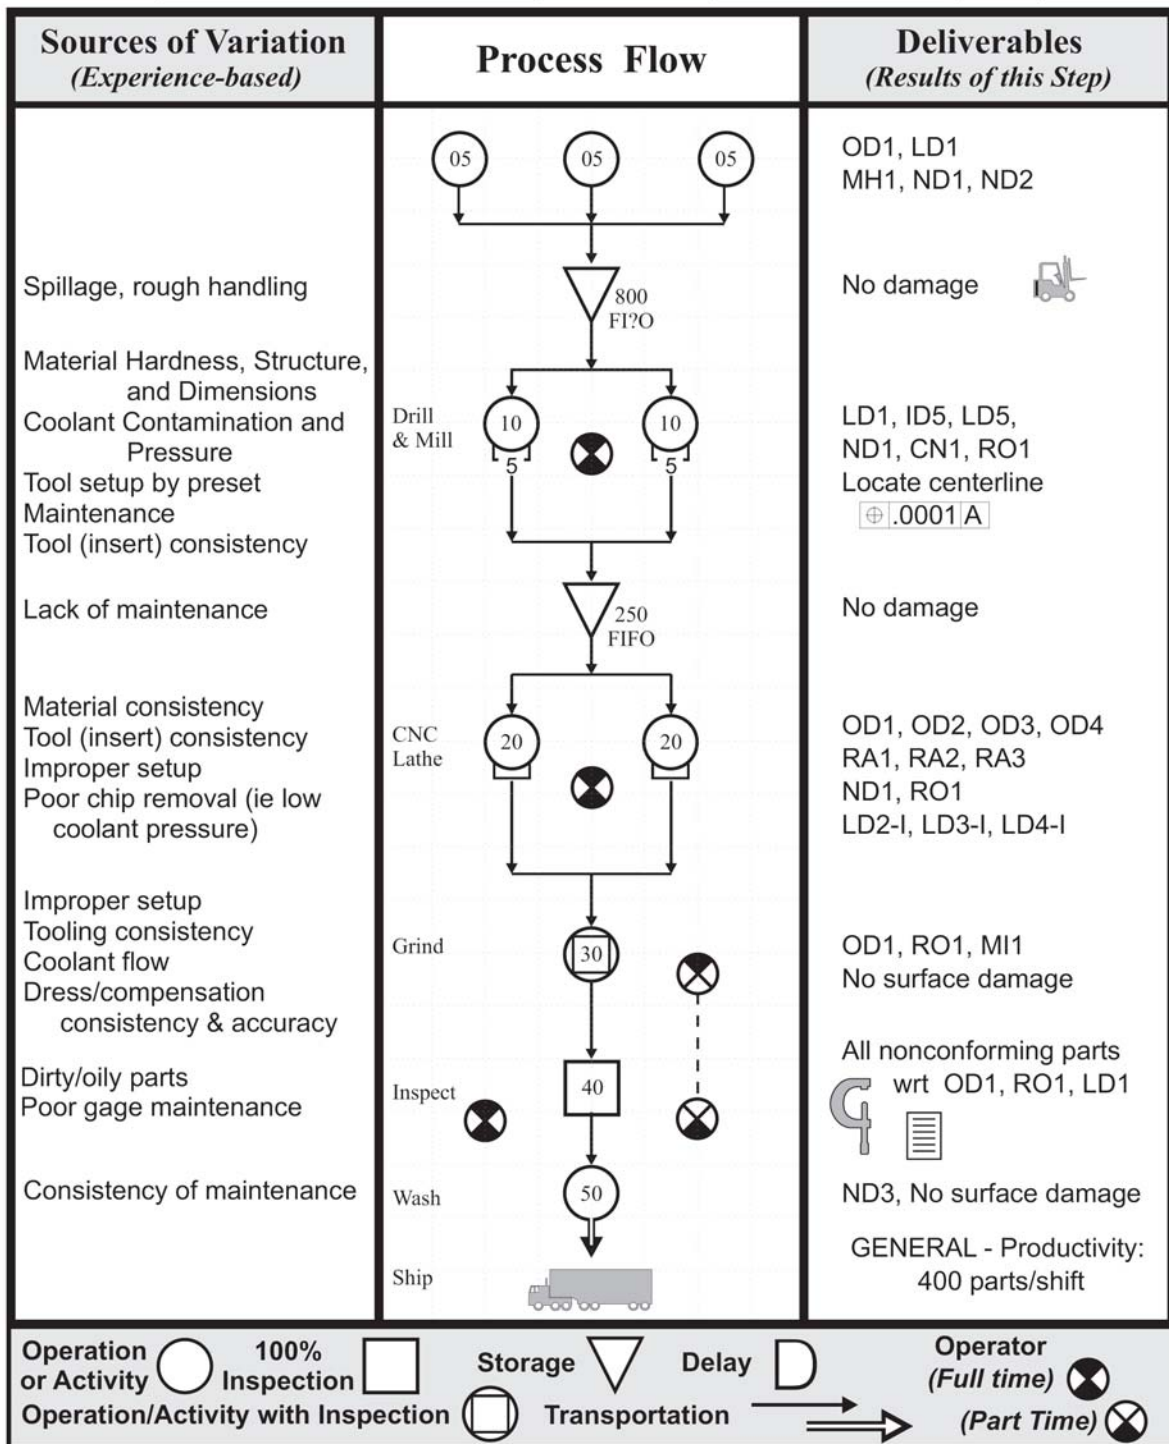 Sources of Variation
(Experience-based)
Process Flow
Deliverables
(Results of this Step)
05
05
05
OD1, LD1
MH1, ND1, ND2
Spillage, rough handling
800
FI?O
No damage
Material Hardness, Structure,
and Dimensions
Coolant Contamination and
Pressure
Tool setup by preset
Maintenance
Tool (insert) consistency
Drill
& Mill
10
10
5
5
LD1, ID5, LD5,
ND1, CN1, RO1
Locate centerline
⌖ .0001 A
Lack of maintenance
250
FIFO
No damage
Material consistency
Tool (insert) consistency
Improper setup
Poor chip removal (ie low
coolant pressure)
CNC
Lathe
20
20
OD1, OD2, OD3, OD4
RA1, RA2, RA3
ND1, RO1
LD2-I, LD3-I, LD4-I
Improper setup
Tooling consistency
Coolant flow
Dress/compensation
consistency & accuracy
Grind
30
OD1, RO1, MI1
No surface damage
Dirty/oily parts
Poor gage maintenance
Inspect
40
All nonconforming parts
wrt OD1, RO1, LD1
Consistency of maintenance
Wash
50
ND3, No surface damage
Ship
GENERAL - Productivity:
400 parts/shift
Operation
or Activity
100%
Inspection
Storage
Delay
Operator
(Full time)
Operation/Activity with Inspection
Transportation
(Part Time)